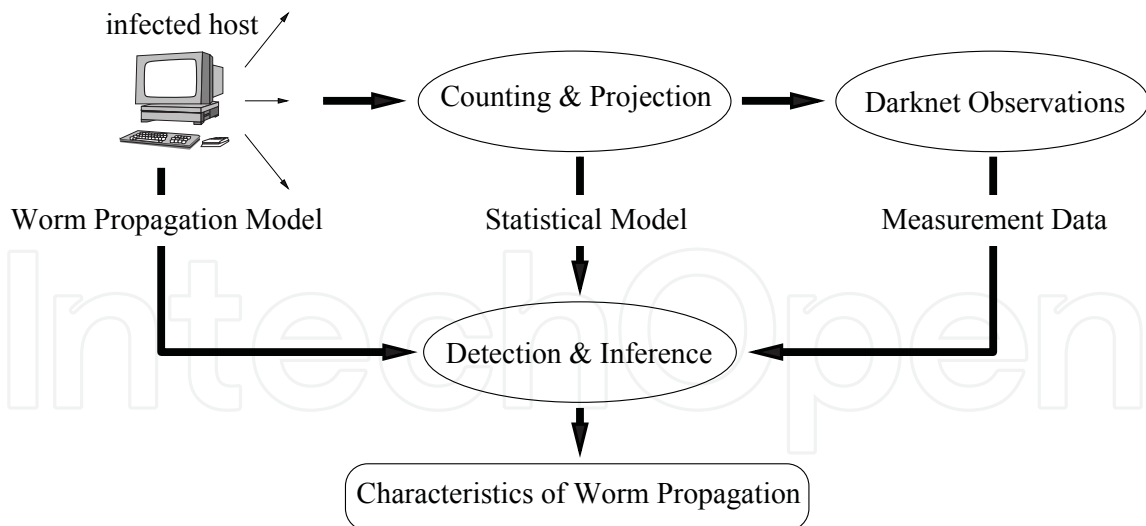 infected host
Counting & Projection
Darknet Observations
Worm Propagation Model
Statistical Model
Measurement Data
IntechOpen
Detection & Inference
Characteristics of Worm Propagation